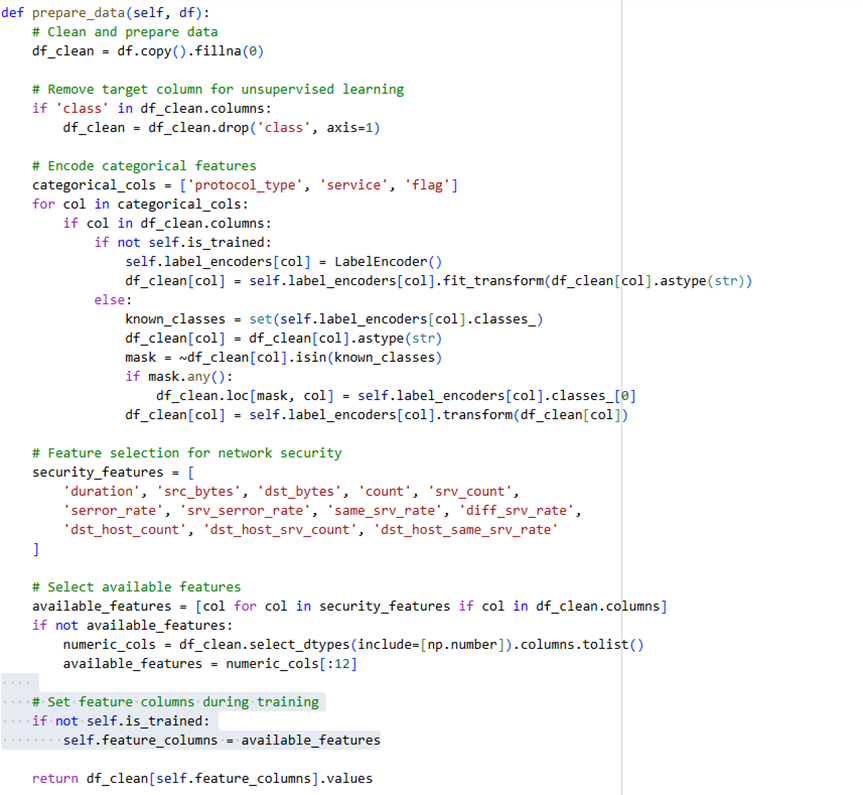 def prepare_data(self, df):
    # Clean and prepare data
    df_clean = df.copy().fillna(0)

    # Remove target column for unsupervised learning
    if 'class' in df_clean.columns:
        df_clean = df_clean.drop('class', axis=1)

    # Encode categorical features
    categorical_cols = ['protocol_type', 'service', 'flag']
    for col in categorical_cols:
        if col in df_clean.columns:
            if not self.is_trained:
                self.label_encoders[col] = LabelEncoder()
                df_clean[col] = self.label_encoders[col].fit_transform(df_clean[col].astype(str))
            else:
                known_classes = set(self.label_encoders[col].classes_)
                df_clean[col] = df_clean[col].astype(str)
                mask = ~df_clean[col].isin(known_classes)
                if mask.any():
                    df_clean.loc[mask, col] = self.label_encoders[col].classes_[0]
                df_clean[col] = self.label_encoders[col].transform(df_clean[col])

    # Feature selection for network security
    security_features = [
        'duration', 'src_bytes', 'dst_bytes', 'count', 'srv_count',
        'serror_rate', 'srv_serror_rate', 'same_srv_rate', 'diff_srv_rate',
        'dst_host_count', 'dst_host_srv_count', 'dst_host_same_srv_rate'
    ]

    # Select available features
    available_features = [col for col in security_features if col in df_clean.columns]
    if not available_features:
        numeric_cols = df_clean.select_dtypes(include=[np.number]).columns.tolist()
        available_features = numeric_cols[:12]

    # Set feature columns during training
    if not self.is_trained:
        self.feature_columns = available_features

    return df_clean[self.feature_columns].values